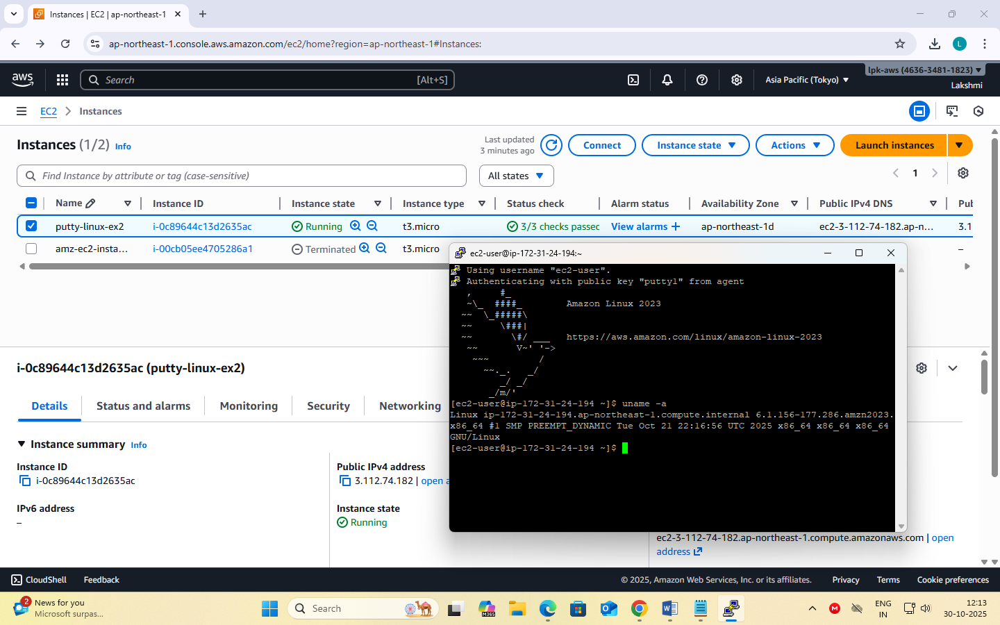 Instances | EC2 | ap-northeast-1
ap-northeast-1.console.aws.amazon.com/ec2/home?region=ap-northeast-1#Instances:
L
aws
Search
[Alt+S]
Asia Pacific (Tokyo)
lpk-aws (4636-3481-1823)
Lakshmi
EC2 > Instances
Instances (1/2) Info
Last updated
3 minutes ago
Connect
Instance state
Actions
Launch instances
Find Instance by attribute or tag (case-sensitive)
All states
1
Name Instance ID Instance state Instance type Status check Alarm status Availability Zone Public IPv4 DNS Pub
putty-linux-ex2 i-0c89644c13d2635ac Running t3.micro 3/3 checks passec View alarms + ap-northeast-1d ec2-3-112-74-182.ap-n... 3.1
amz-ec2-insta... i-00cb05ee4705286a1 Terminated t3.micro –
ec2-user@ip-172-31-24-194:~
Using username "ec2-user".
Authenticating with public key "putty1" from agent
   ,     #_
   ~\_  ####_        Amazon Linux 2023
  ~~  \_#####\
  ~~     \###|
  ~~       \#/ ___   https://aws.amazon.com/linux/amazon-linux-2023
   ~~       V~' '->
    ~~~         /
      ~~._.   _/
         _/ _/
       _/m/'
[ec2-user@ip-172-31-24-194 ~]$ uname -a
Linux ip-172-31-24-194.ap-northeast-1.compute.internal 6.1.156-177.286.amzn2023.
x86_64 #1 SMP PREEMPT_DYNAMIC Tue Oct 21 22:16:56 UTC 2025 x86_64 x86_64 x86_64
GNU/Linux
[ec2-user@ip-172-31-24-194 ~]$
i-0c89644c13d2635ac (putty-linux-ex2)
Details
Status and alarms
Monitoring
Security
Networking
Instance summary Info
Instance ID
i-0c89644c13d2635ac
Public IPv4 address
3.112.74.182 | open a
IPv6 address
–
Instance state
Running
ec2-3-112-74-182.ap-northeast-1.compute.amazonaws.com | open
address
CloudShell
Feedback
© 2025, Amazon Web Services, Inc. or its affiliates.
Privacy
Terms
Cookie preferences
2
News for you
Microsoft surpas...
Search
M365
M
ENG
IN
12:13
30-10-2025